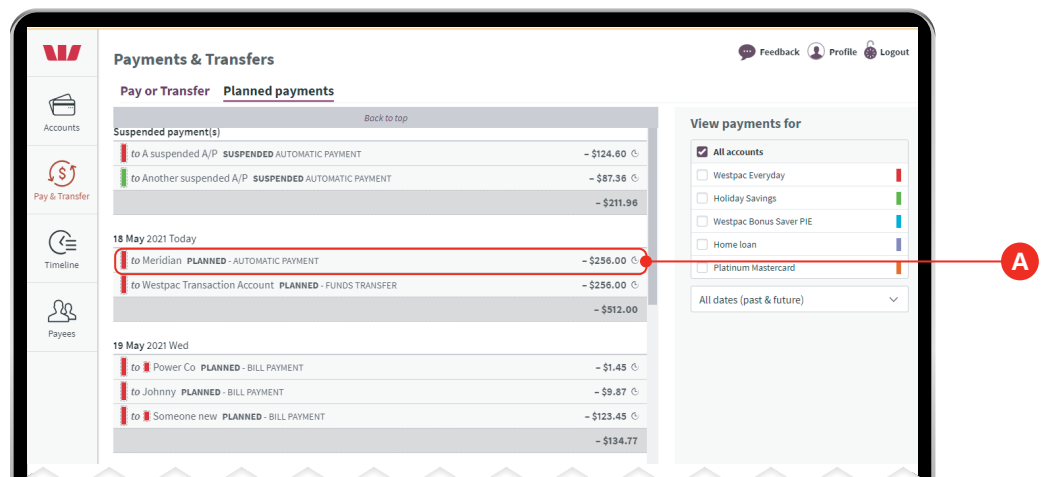 Feedback Profile Logout
Payments & Transfers
Pay or Transfer Planned payments
Accounts
Pay & Transfer
Timeline
Payees
Back to top
Suspended payment(s)
to A suspended A/P SUSPENDED AUTOMATIC PAYMENT – $124.60
to Another suspended A/P SUSPENDED AUTOMATIC PAYMENT – $87.36
– $211.96
18 May 2021 Today
to Meridian PLANNED - AUTOMATIC PAYMENT – $256.00
to Westpac Transaction Account PLANNED - FUNDS TRANSFER – $256.00
– $512.00
19 May 2021 Wed
to Power Co PLANNED - BILL PAYMENT – $1.45
to Johnny PLANNED - BILL PAYMENT – $9.87
to Someone new PLANNED - BILL PAYMENT – $123.45
– $134.77
View payments for
All accounts
Westpac Everyday
Holiday Savings
Westpac Bonus Saver PIE
Home loan
Platinum Mastercard
All dates (past & future)
A